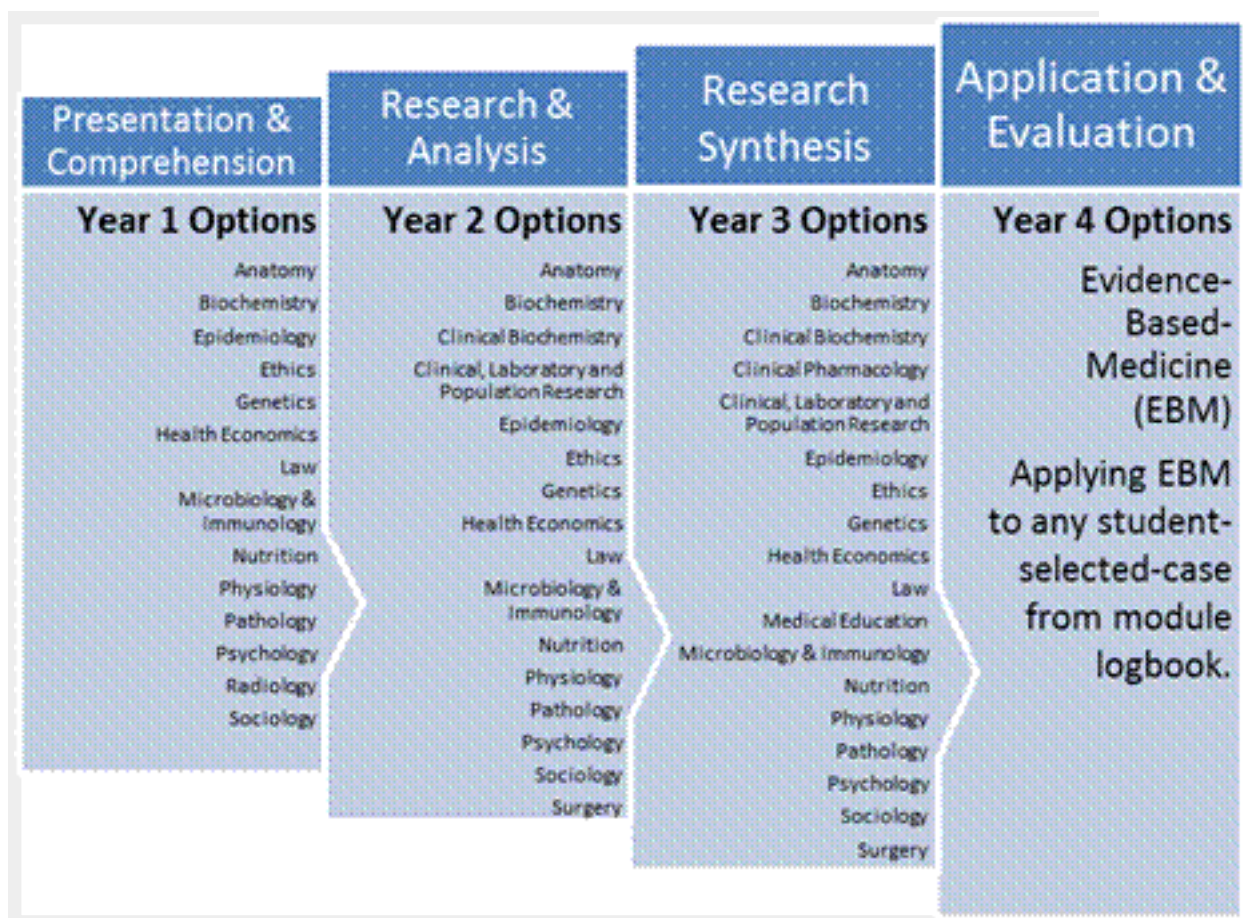 Presentation &
Comprehension
Year 1 Options
Anatomy
Biochemistry
Epidemiology
Ethics
Genetics
Health Economics
Law
Microbiology &
Immunology
Nutrition
Physiology
Pathology
Psychology
Radiology
Sociology
Research &
Analysis
Year 2 Options
Anatomy
Biochemistry
Clinical Biochemistry
Clinical, Laboratory and
Population Research
Epidemiology
Ethics
Genetics
Health Economics
Law
Microbiology &
Immunology
Nutrition
Physiology
Pathology
Psychology
Sociology
Surgery
Research
Synthesis
Year 3 Options
Anatomy
Biochemistry
Clinical Biochemistry
Clinical Pharmacology
Clinical, Laboratory and
Population Research
Epidemiology
Ethics
Genetics
Health Economics
Law
Medical Education
Microbiology & Immunology
Nutrition
Physiology
Pathology
Psychology
Sociology
Surgery
Application &
Evaluation
Year 4 Options
Evidence-
Based-
Medicine
(EBM)
Applying EBM
to any student-
selected-case
from module
logbook.